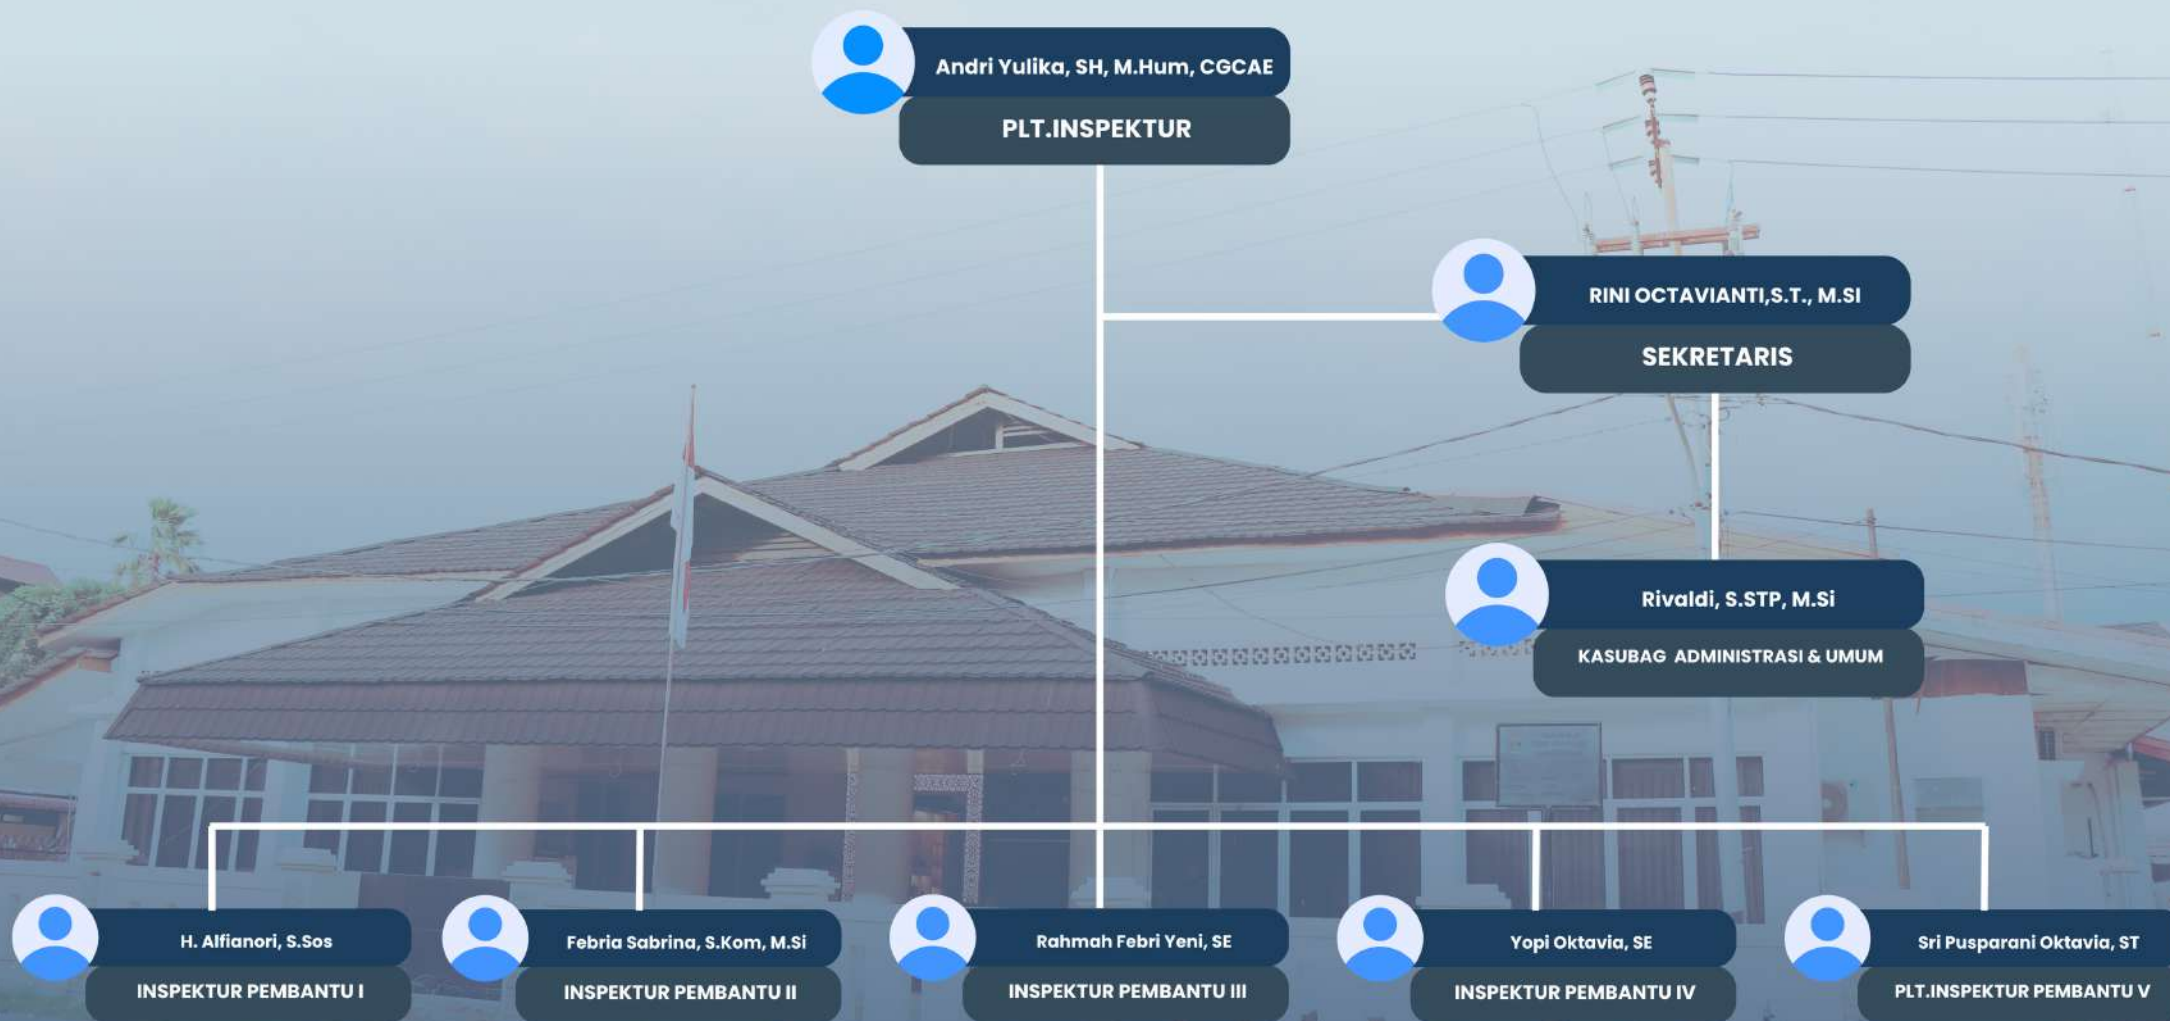 Andri Yulika, SH, M.Hum, CGCAE
PLT.INSPEKTUR
RINI OCTAVIANTI,S.T., M.SI
SEKRETARIS
Rivaldi, S.STP, M.Si
KASUBAG ADMINISTRASI & UMUM
H. Alfianori, S.Sos
INSPEKTUR PEMBANTU I
Febria Sabrina, S.Kom, M.Si
INSPEKTUR PEMBANTU II
Rahmah Febri Yeni, SE
INSPEKTUR PEMBANTU III
Yopi Oktavia, SE
INSPEKTUR PEMBANTU IV
Sri Pusparani Oktavia, ST
PLT.INSPEKTUR PEMBANTU V